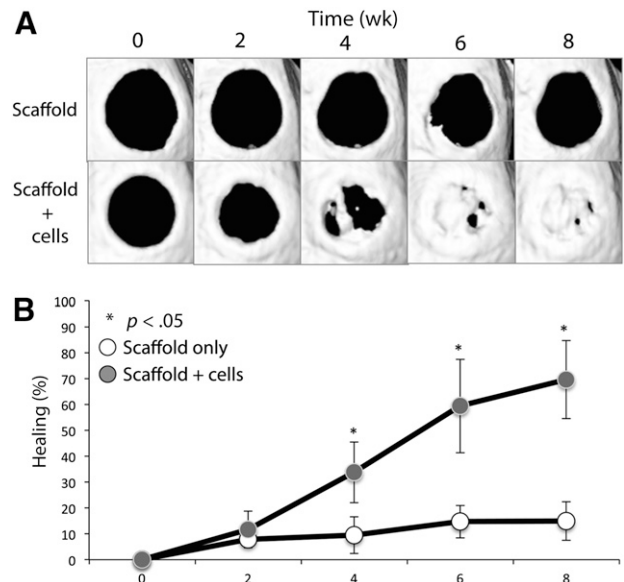 A
Time (wk)
0 2 4 6 8
Scaffold
Scaffold
+
cells
B
100
90
80
70
60
50
40
30
20
10
0
Healing (%)
* p < .05
Scaffold only
Scaffold + cells
*
*
*
0 2 4 6 8